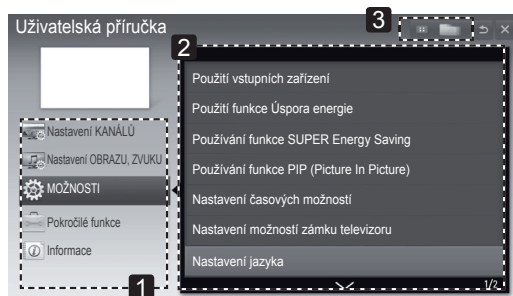 Uživatelská příručka
3
2
Použití vstupních zařízení
Použití funkce Úspora energie
Používání funkce SUPER Energy Saving
Používání funkce PIP (Picture In Picture)
Nastavení časových možností
Nastavení možností zámku televizoru
Nastavení jazyka
1/2
Nastavení KANÁLŮ
Nastavení OBRAZU, ZVUKU
MOŽNOSTI
Pokročilé funkce
Informace
1